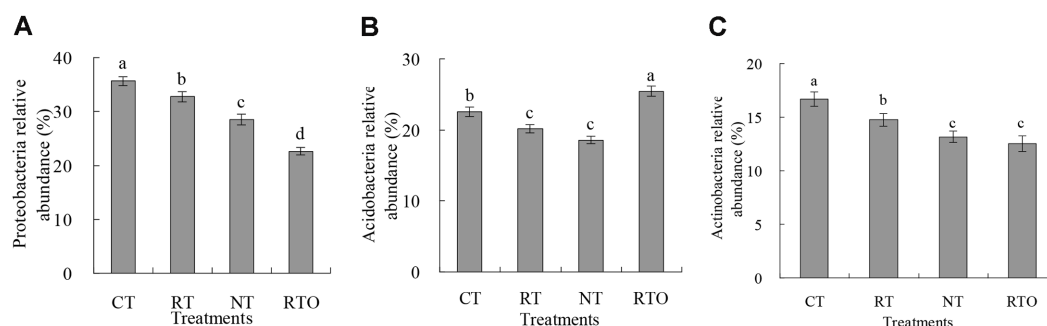 A
Proteobacteria relative
abundance (%)
40
30
20
10
0
a
b
c
d
CT RT NT RTO
Treatments
B
Acidobacteria relative
abundance (%)
30
20
10
0
b
c
c
a
CT RT NT RTO
Treatments
C
Actinobacteria relative
abundance (%)
20
15
10
5
0
a
b
c
c
CT RT NT RTO
Treatments